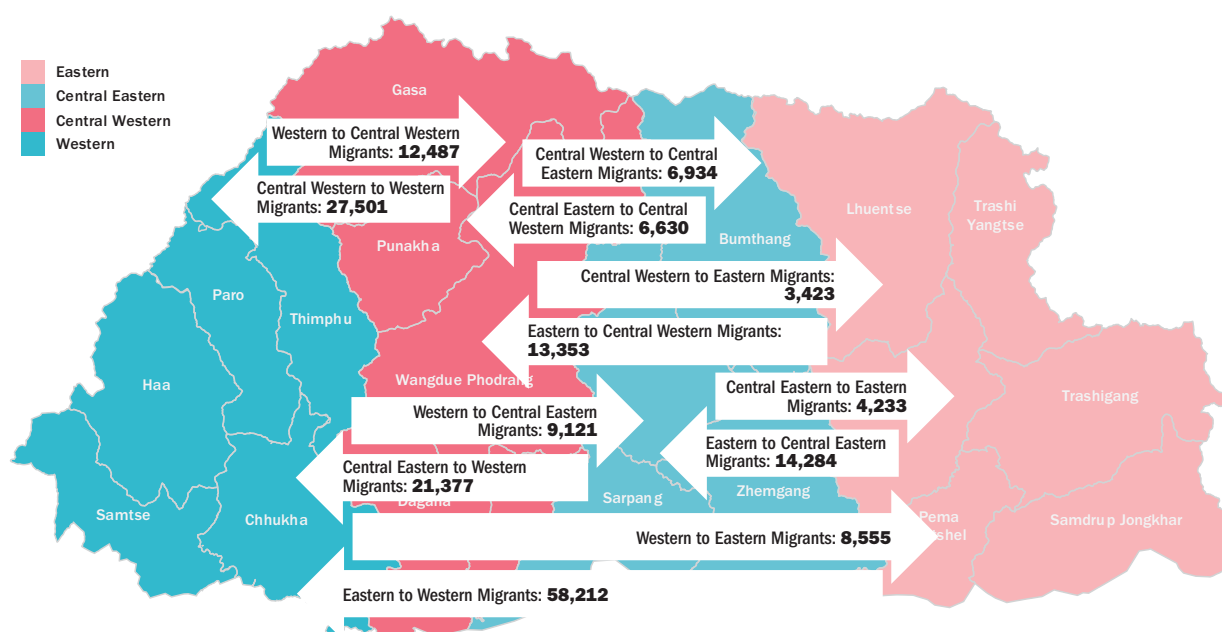 Eastern
Central Eastern
Central Western
Western
Gasa
Western to Central Western
Migrants: 12,487
Central Western to Central
Eastern Migrants: 6,934
Central Western to Western
Migrants: 27,501
Central Eastern to Central
Western Migrants: 6,630
Lhuentse
Trashi
Yangtse
Punakha
Bumthang
Central Western to Eastern Migrants:
3,423
Paro
Thimphu
Eastern to Central Western Migrants:
13,353
Haa
Wangdue Phodrang
Central Eastern to Eastern
Migrants: 4,233
Trashigang
Western to Central Eastern
Migrants: 9,121
Eastern to Central Eastern
Migrants: 14,284
Central Eastern to Western
Migrants: 21,377
Dagana
Sarpang
Zhemgang
Samtse
Chhukha
Pema
Samdrup Jongkhar
Western to Eastern Migrants: 8,555
Eastern to Western Migrants: 58,212